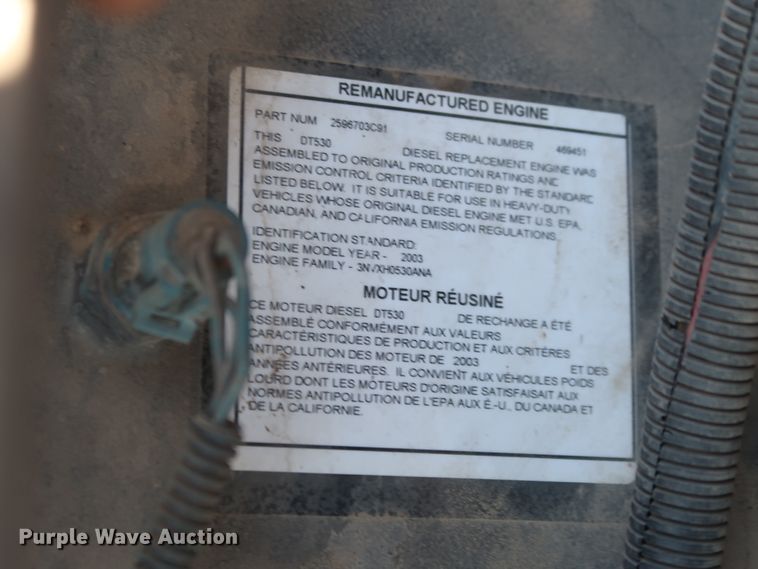 REMANUFACTURED ENGINE
PART NUM 2596703C91 SERIAL NUMBER 469451
THIS DT530 DIESEL REPLACEMENT ENGINE WAS
ASSEMBLED TO ORIGINAL PRODUCTION RATINGS AND
EMISSION CONTROL CRITERIA IDENTIFIED BY THE STANDARD
LISTED BELOW. IT IS SUITABLE FOR USE IN HEAVY-DUTY
VEHICLES WHOSE ORIGINAL DIESEL ENGINE MET U.S. EPA,
CANADIAN, AND CALIFORNIA EMISSION REGULATIONS.
IDENTIFICATION STANDARD:
ENGINE MODEL YEAR - 2003
ENGINE FAMILY - 3NVXH0530ANA
MOTEUR RÉUSINÉ
CE MOTEUR DIESEL DT530 DE RECHANGE A ÉTÉ
ASSEMBLÉ CONFORMÉMENT AUX VALEURS
CARACTÉRISTIQUES DE PRODUCTION ET AUX CRITÉRES
ANTIPOLLUTION DES MOTEUR DE 2003 ET DES
ANNÉES ANTÉRIEURES. IL CONVIENT AUX VÉHICULES POIDS
LOURD DONT LES MOTEURS D'ORIGINE SATISFAISAIT AUX
NORMES ANTIPOLLUTION DE L'EPA AUX É.-U., DU CANADA ET
DE LA CALIFORNIE.
Purple Wave Auction